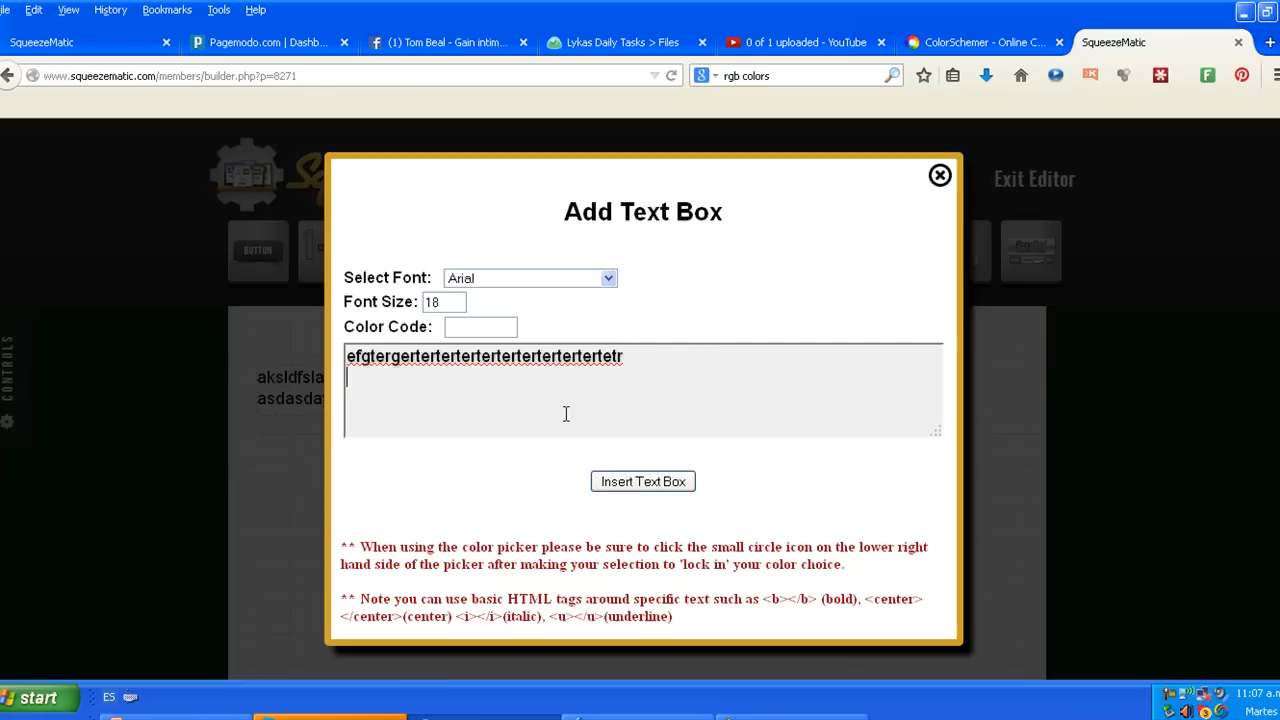 Edit View History Bookmarks Tools Help
SqueezeMatic Pagemodo.com | Dashb... (1) Tom Beal - Gain intim... Lykas Daily Tasks > Files 0 of 1 uploaded - YouTube ColorSchemer - Online C... SqueezeMatic
www.squeezematic.com/members/builder.php?p=8271 rgb colors
Exit Editor
Add Text Box
BUTTON
PayPal
Select Font: Arial
Font Size: 18
Color Code:
efgtergerterterterterterterterterterertetr
aksldfsla
asdasday
CONTROLS
Insert Text Box
** When using the color picker please be sure to click the small circle icon on the lower right
hand side of the picker after making your selection to 'lock in' your color choice.
** Note you can use basic HTML tags around specific text such as <b></b> (bold), <center>
</center>(center) <i></i>(italic), <u></u>(underline)
start ES 11:07 a.m
Martes